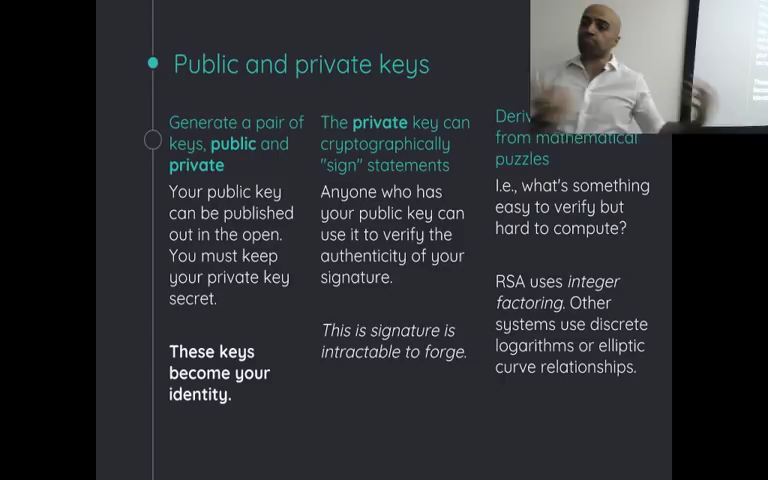 Public and private keys
Generate a pair of
keys, public and
private
Your public key
can be published
out in the open.
You must keep
your private key
secret.
These keys
become your
identity.
The private key can
cryptographically
"sign" statements
Anyone who has
your public key can
use it to verify the
authenticity of your
signature.
This is signature is
intractable to forge.
from mathematical
puzzles
I.e., what's something
easy to verify but
hard to compute?
RSA uses integer
factoring. Other
systems use discrete
logarithms or elliptic
curve relationships.